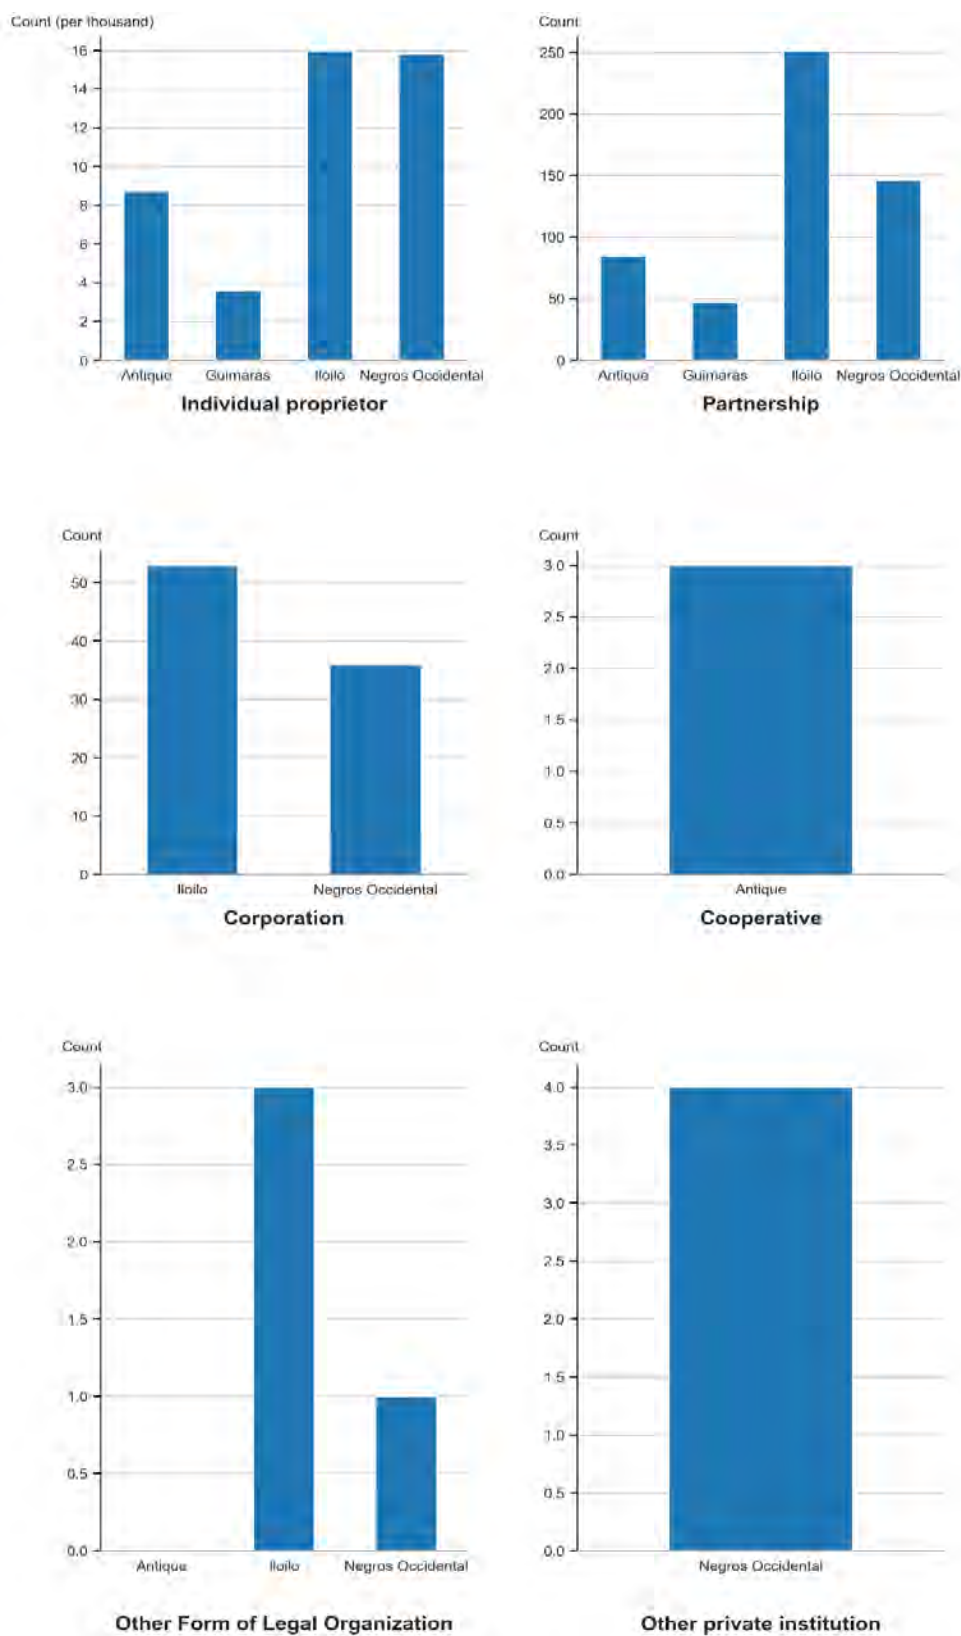 Count (per thousand)
16
14
12
10
8
6
4
2
0
Antique Guimaras Iloilo Negros Occidental
Individual proprietor
Count
250
200
150
100
50
0
Antique Guimaras Iloilo Negros Occidental
Partnership
Count
50
40
30
20
10
0
Iloilo Negros Occidental
Corporation
Count
3.0
2.5
2.0
1.5
1.0
0.5
0.0
Antique
Cooperative
Count
3.0
2.5
2.0
1.5
1.0
0.5
0.0
Antique Iloilo Negros Occidental
Other Form of Legal Organization
Count
4.0
3.5
3.0
2.5
2.0
1.5
1.0
0.5
0.0
Negros Occidental
Other private institution